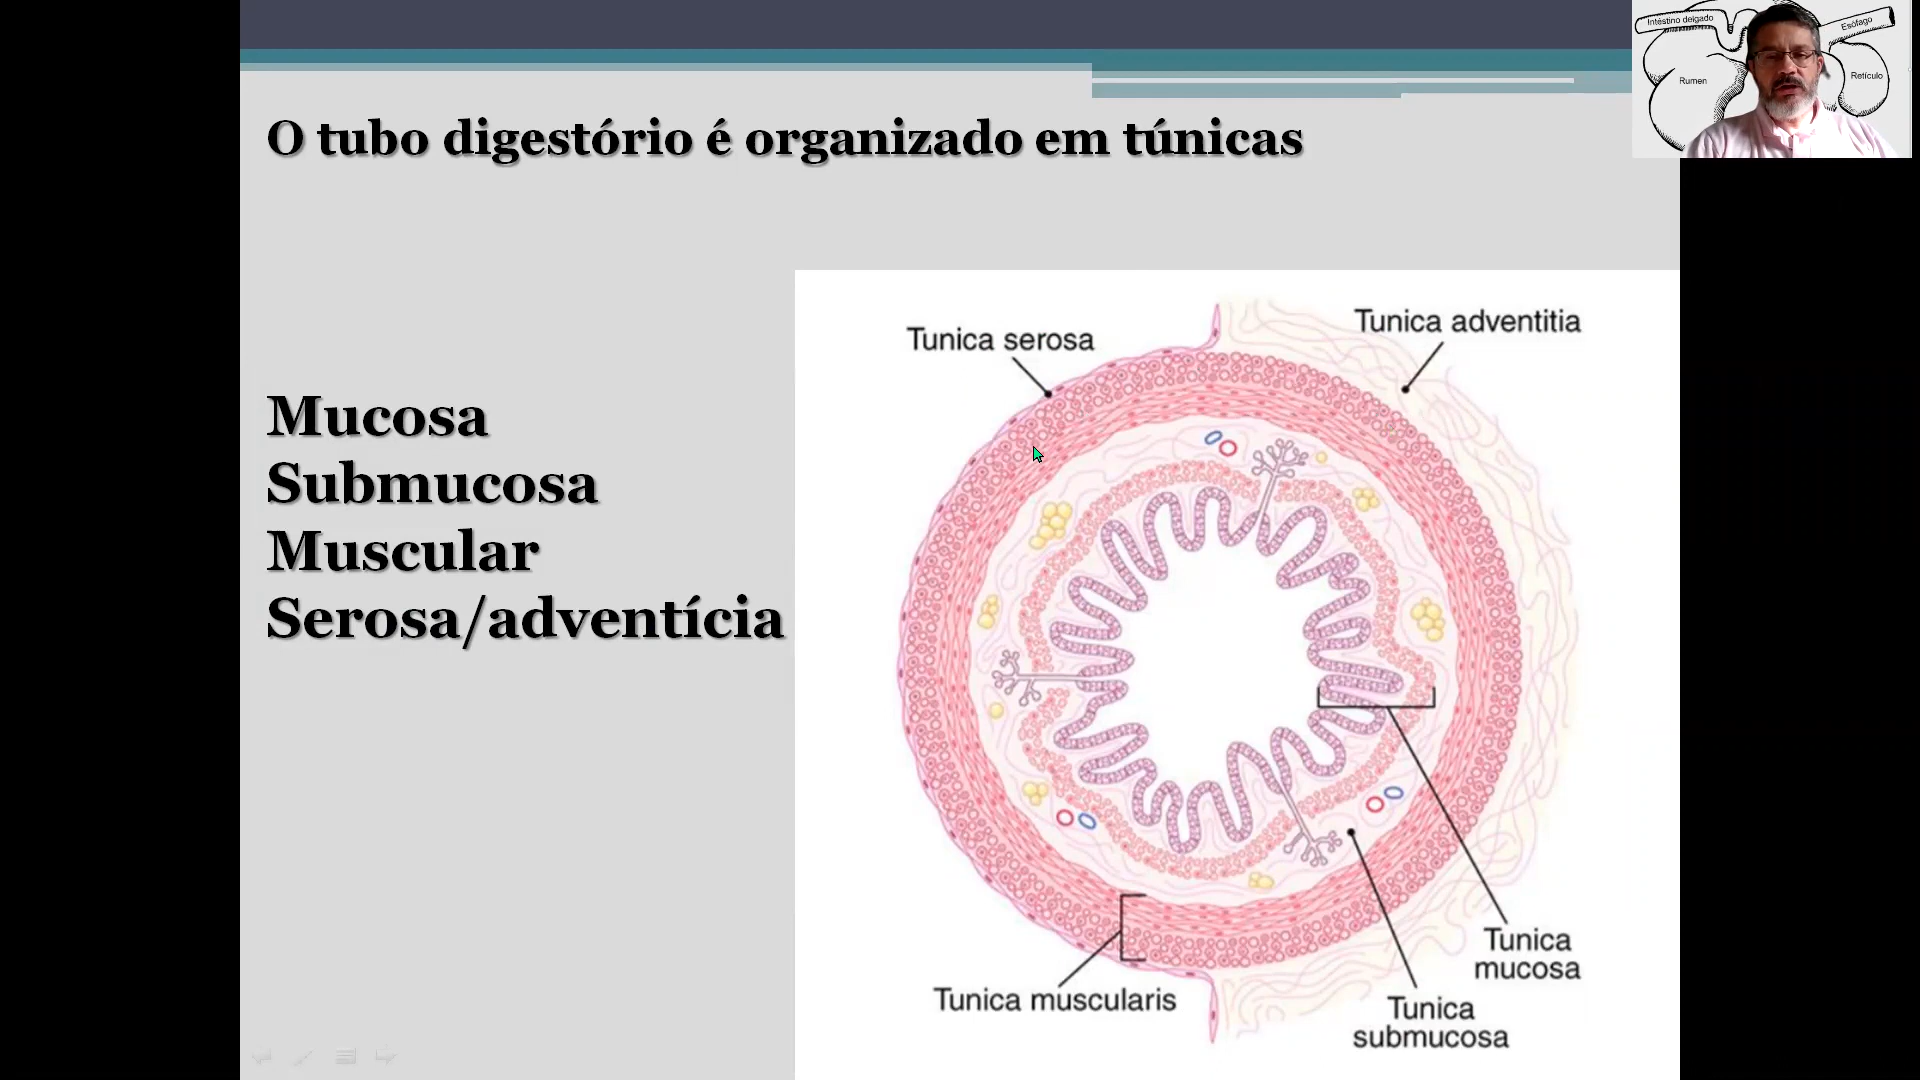 O tubo digestório é organizado em túnicas
Mucosa
Submucosa
Muscular
Serosa/adventícia
Tunica serosa
Tunica adventitia
Tunica muscularis
Tunica
mucosa
Tunica
submucosa
Intestino delgado
Esôfago
Rumen
Retículo